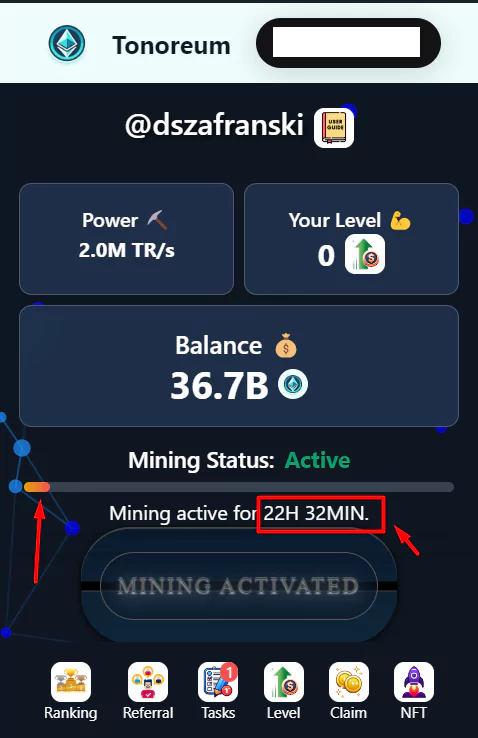 Tonoreum
@dszafranski
USER
GUIDE
Power
2.0M TR/s
Your Level
0
Balance
36.7B
Mining Status: Active
Mining active for 22H 32MIN.
MINING ACTIVATED
1
Ranking
Referral
Tasks
Level
Claim
NFT